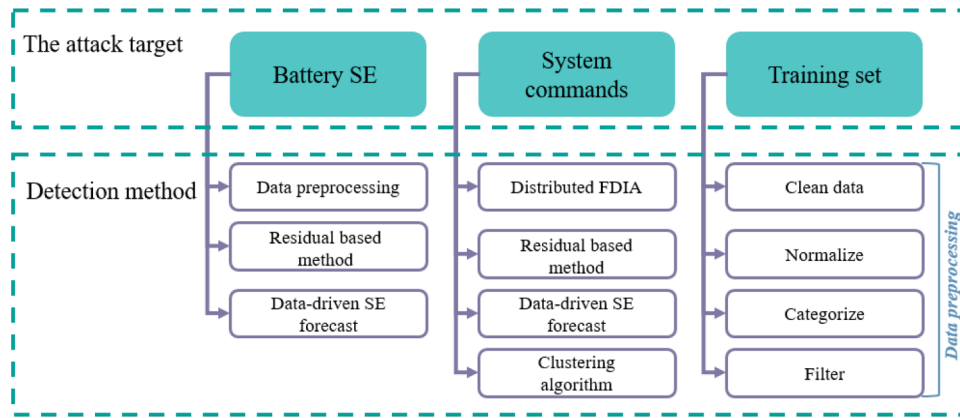 The attack target
Battery SE
System
commands
Training set
Detection method
Data preprocessing
Residual based
method
Data-driven SE
forecast
Distributed FDIA
Residual based
method
Data-driven SE
forecast
Clustering
algorithm
Clean data
Normalize
Categorize
Filter
Data preprocessing